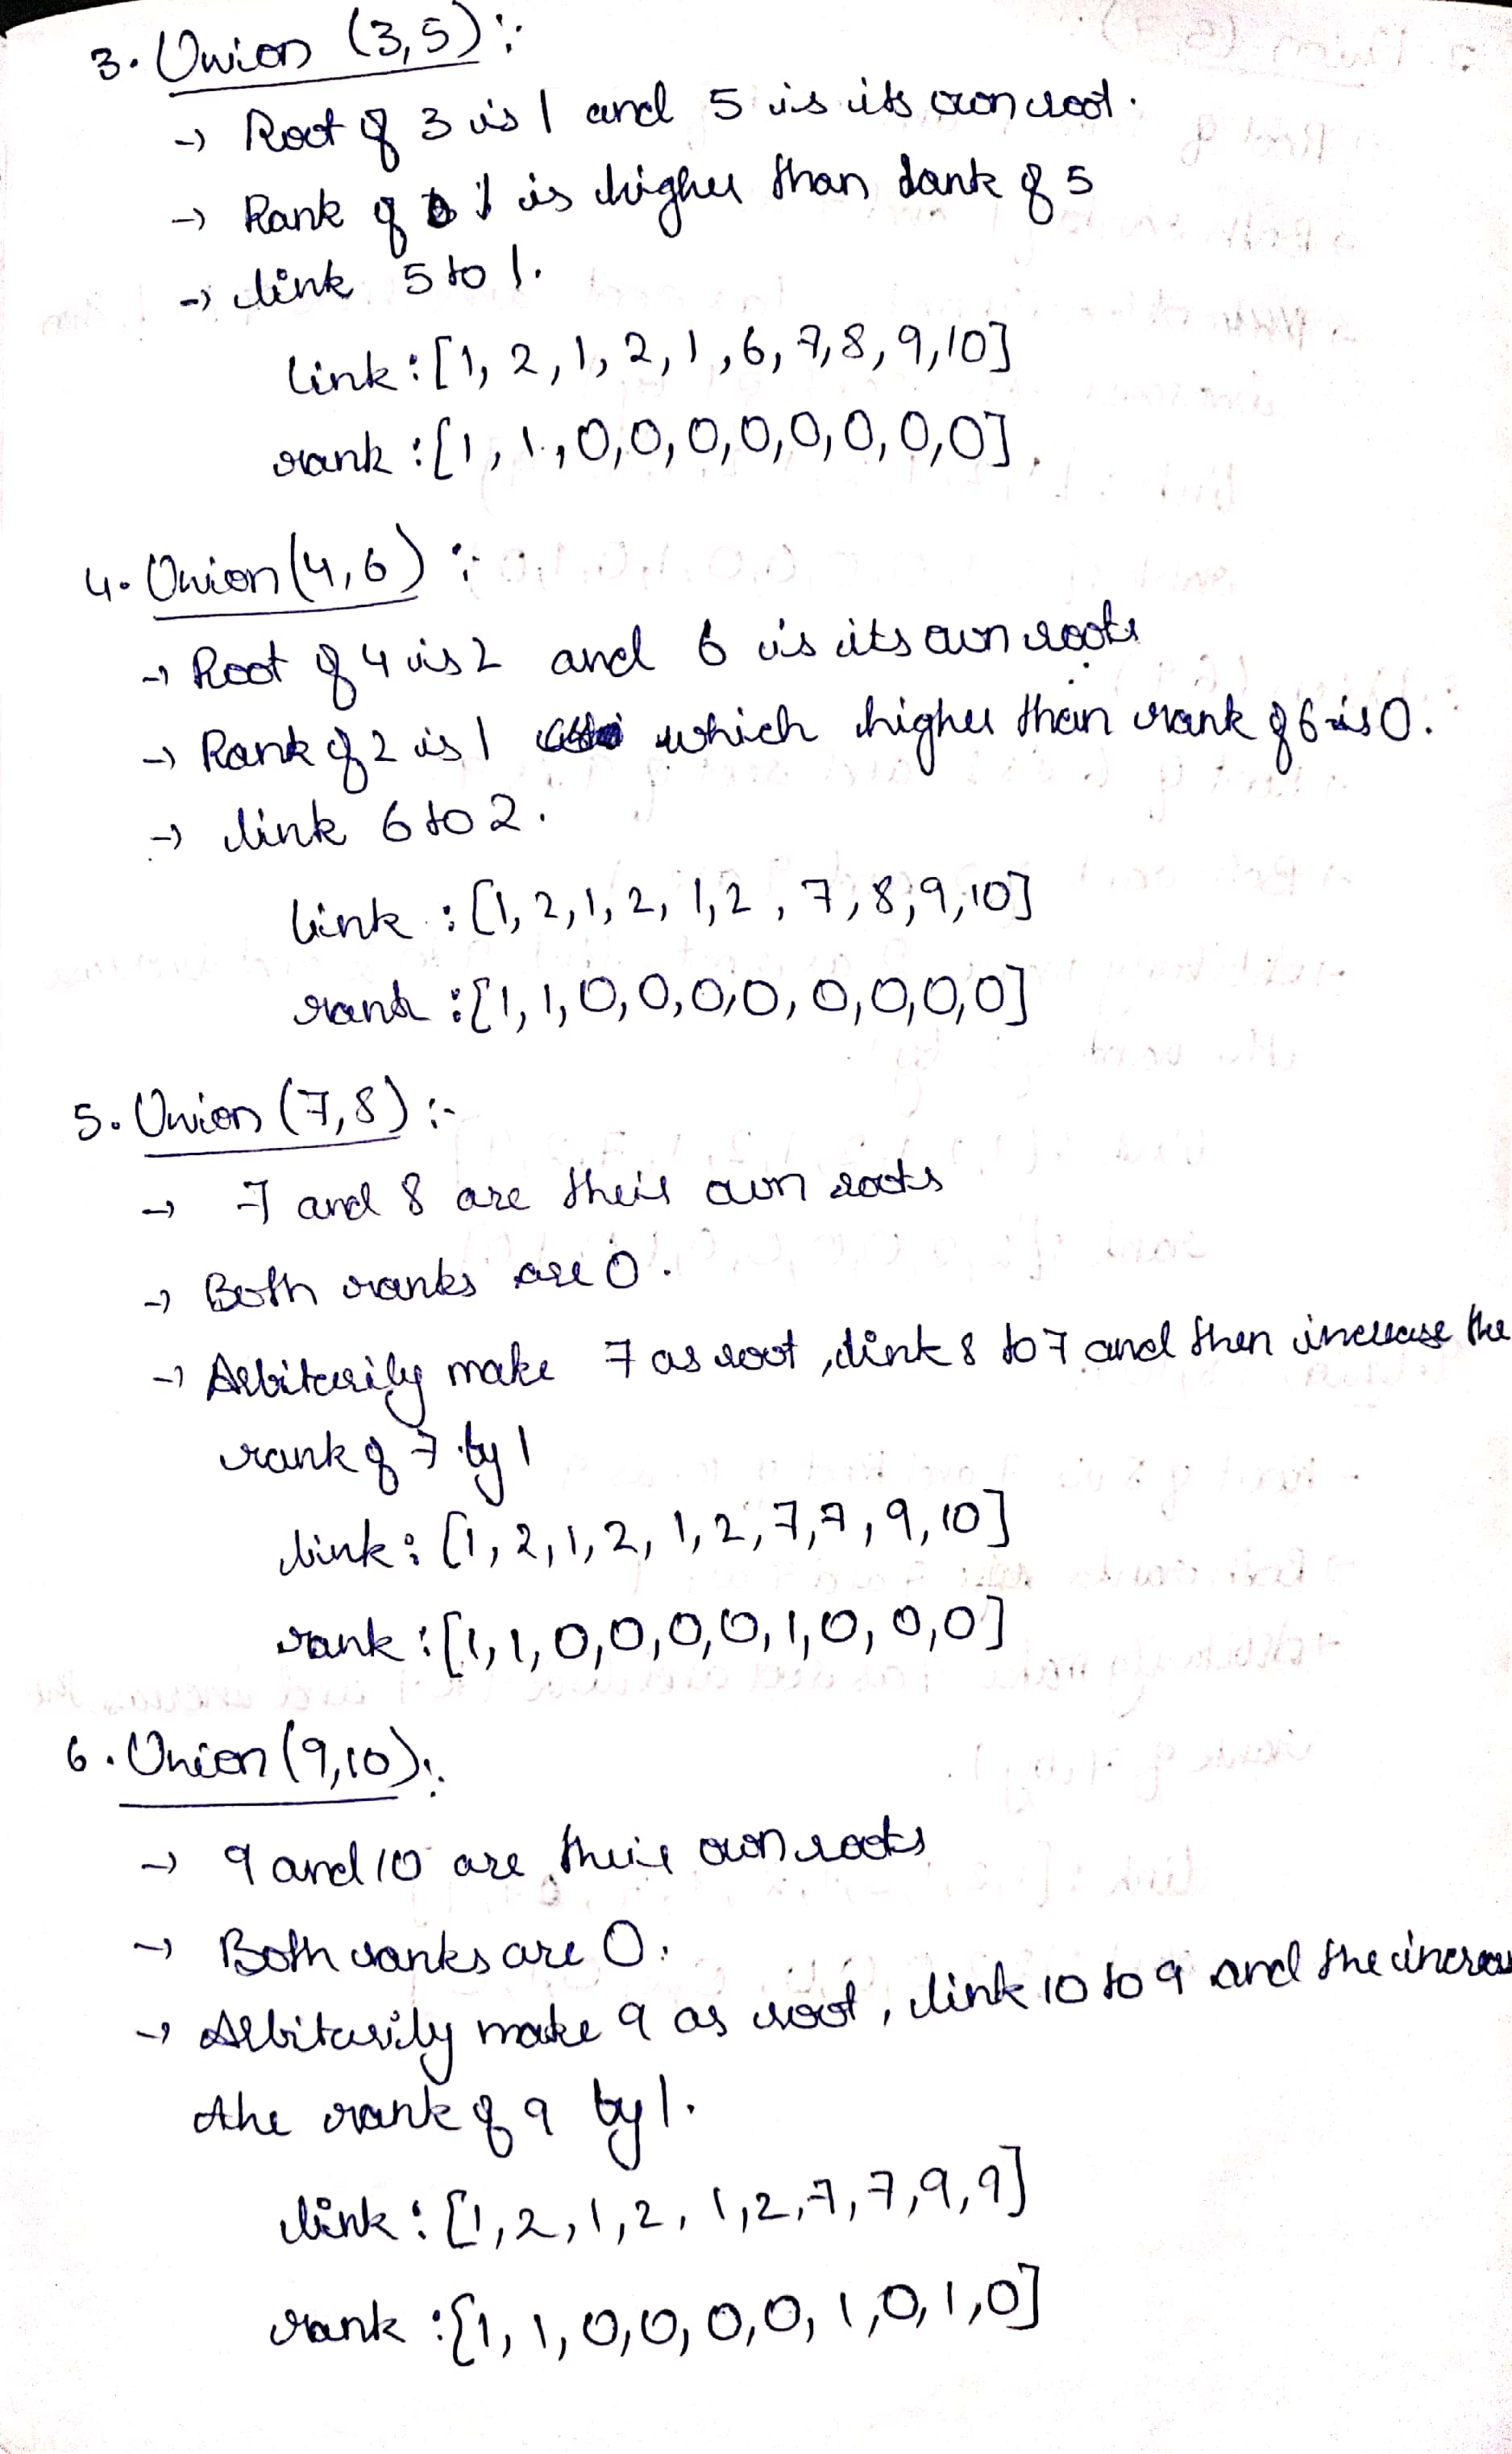 3. Union (3,5) :-
→ Root of 3 is 1 and 5 is its own root.
→ Rank of 1 is higher than rank of 5
→ link 5 to 1.
link : [1, 2, 1, 2, 1, 6, 7, 8, 9, 10]
rank : [1, 1, 0, 0, 0, 0, 0, 0, 0, 0].
4. Union (4,6) :-
→ Root of 4 is 2 and 6 is its own roots
→ Rank of 2 is 1 which higher than rank of 6 is 0.
→ link 6 to 2.
link : [1, 2, 1, 2, 1, 2, 7, 8, 9, 10]
rank : [1, 1, 0, 0, 0, 0, 0, 0, 0, 0]
5. Union (7,8) :-
→ 7 and 8 are their own roots
→ Both ranks are 0.
→ Arbitarily make 7 as root, link 8 to 7 and then increase the
rank of 7 by 1
link : [1, 2, 1, 2, 1, 2, 7, 7, 9, 10]
rank : [1, 1, 0, 0, 0, 0, 1, 0, 0, 0]
6. Union (9,10) :-
→ 9 and 10 are their own roots
→ Both ranks are 0.
→ Arbitarily make 9 as root, link 10 to 9 and the increa
the rank of 9 by 1.
link : [1, 2, 1, 2, 1, 2, 7, 7, 9, 9]
rank : [1, 1, 0, 0, 0, 0, 1, 0, 1, 0]